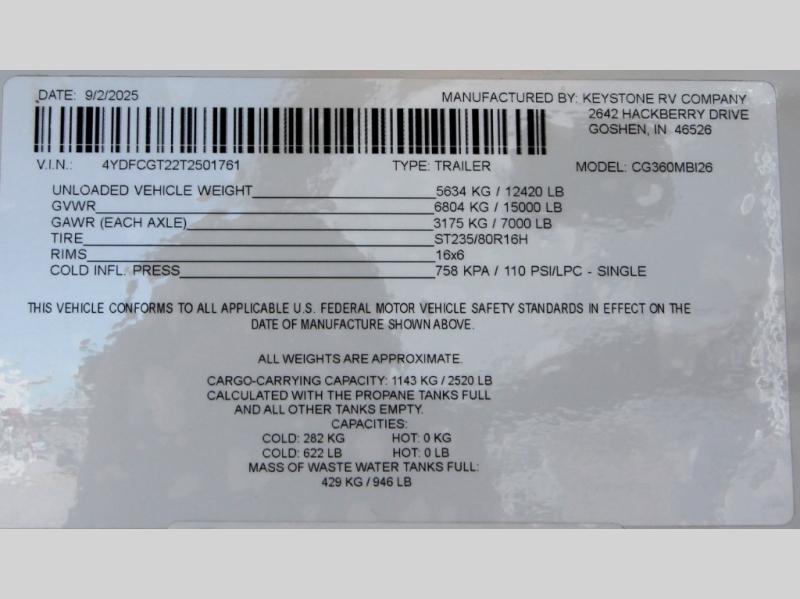 DATE: 9/2/2025
MANUFACTURED BY: KEYSTONE RV COMPANY
2642 HACKBERRY DRIVE
GOSHEN, IN 46526
V.I.N.: 4YDFCGT22T2501761 TYPE: TRAILER MODEL: CG360MBI26
UNLOADED VEHICLE WEIGHT 5634 KG / 12420 LB
GVWR 6804 KG / 15000 LB
GAWR (EACH AXLE) 3175 KG / 7000 LB
TIRE ST235/80R16H
RIMS 16x6
COLD INFL. PRESS 758 KPA / 110 PSI/LPC - SINGLE
THIS VEHICLE CONFORMS TO ALL APPLICABLE U.S. FEDERAL MOTOR VEHICLE SAFETY STANDARDS IN EFFECT ON THE
DATE OF MANUFACTURE SHOWN ABOVE.
ALL WEIGHTS ARE APPROXIMATE.
CARGO-CARRYING CAPACITY: 1143 KG / 2520 LB
CALCULATED WITH THE PROPANE TANKS FULL
AND ALL OTHER TANKS EMPTY.
CAPACITIES:
COLD: 282 KG HOT: 0 KG
COLD: 622 LB HOT: 0 LB
MASS OF WASTE WATER TANKS FULL:
429 KG / 946 LB